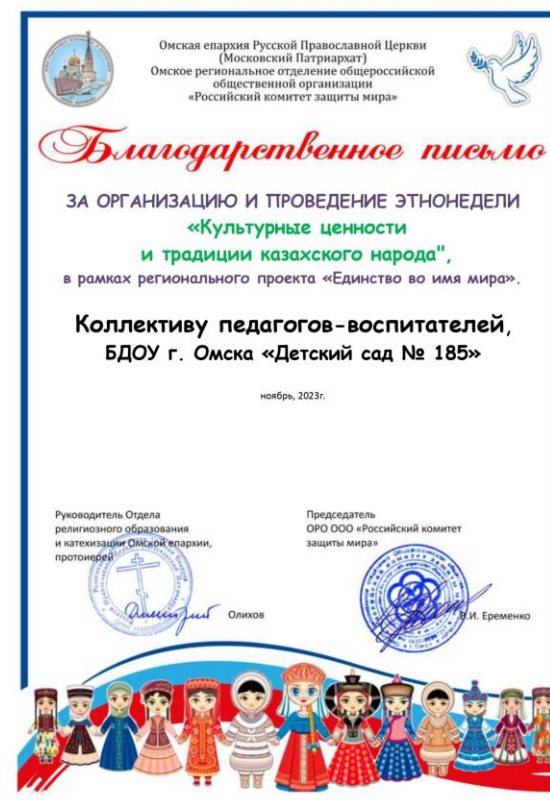 Омская епархия Русской Православной Церкви
(Московский Патриархат)
Омское региональное отделение общероссийской
общественной организации
«Российский комитет защиты мира»
Благодарственное письмо
ЗА ОРГАНИЗАЦИЮ И ПРОВЕДЕНИЕ ЭТНОНЕДЕЛИ
«Культурные ценности
и традиции казахского народа",
в рамках регионального проекта «Единство во имя мира».
Коллективу педагогов-воспитателей,
БДОУ г. Омска «Детский сад № 185»
ноябрь, 2023г.
Руководитель Отдела
религиозного образования
и катехизации Омской епархии,
протоиерей
Олихов
Председатель
ОРО ООО «Российский комитет
защиты мира»
В.И. Еременко